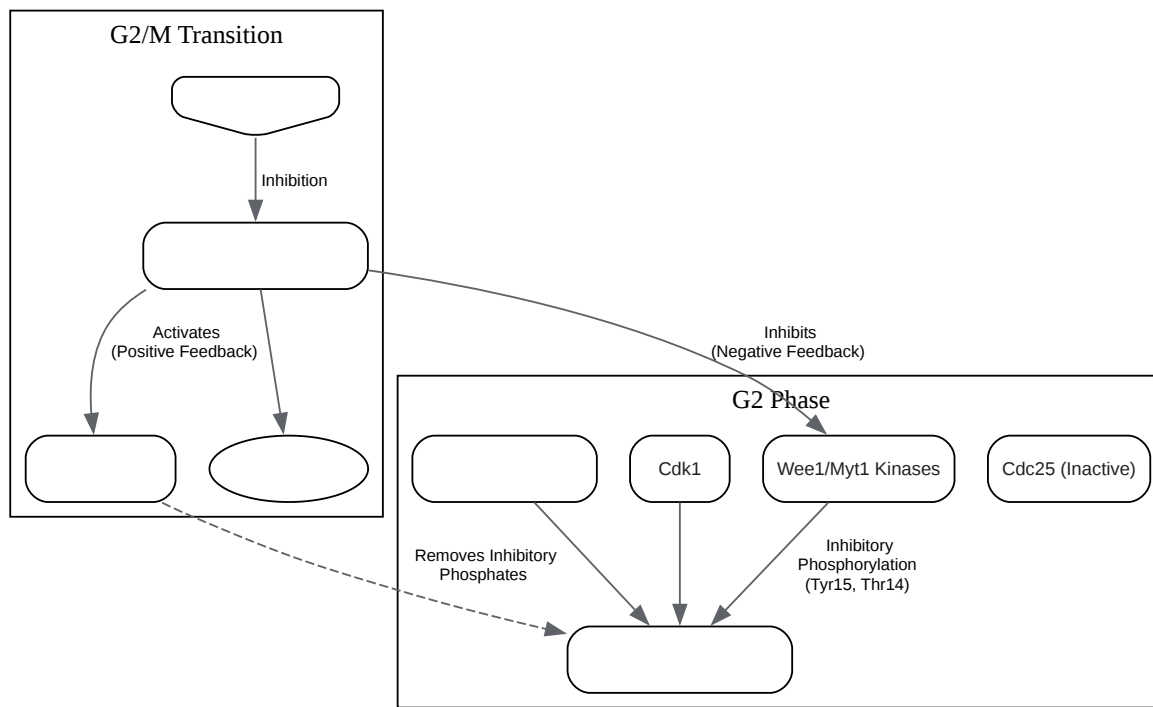 G2/M Transition
Inhibition
Activates
(Positive Feedback)
Inhibits
(Negative Feedback)
G2 Phase
Cdk1
Wee1/Myt1 Kinases
Cdc25 (Inactive)
Removes Inhibitory
Phosphates
Inhibitory
Phosphorylation
(Tyr15, Thr14)